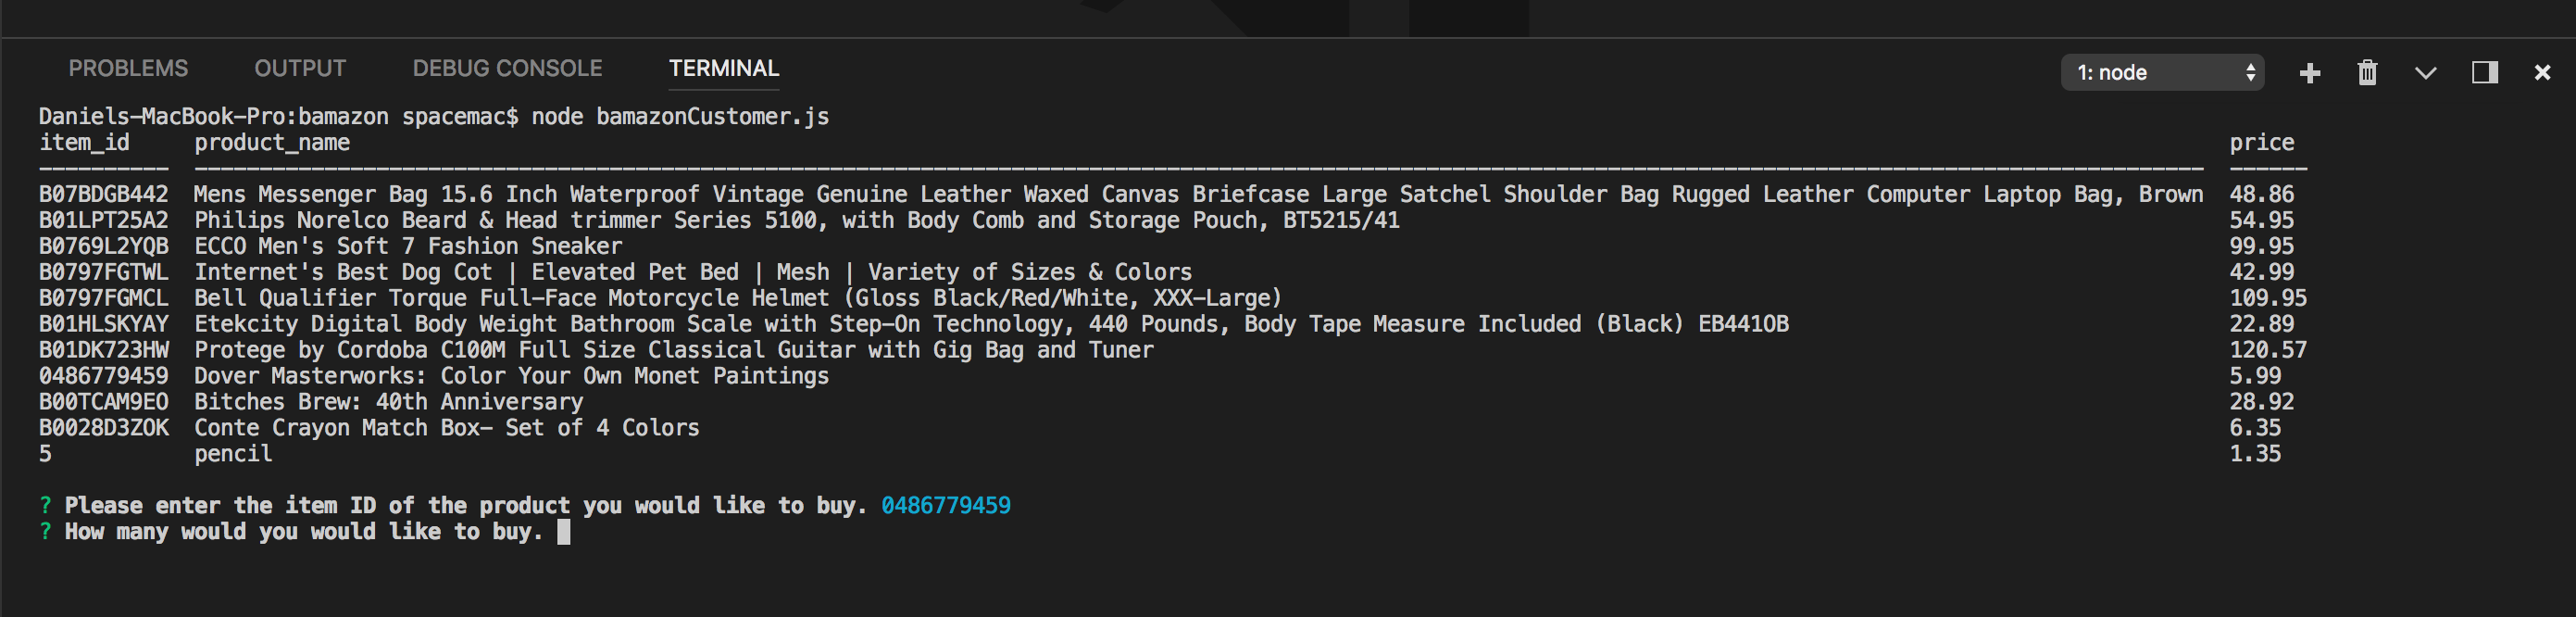 PROBLEMS OUTPUT DEBUG CONSOLE TERMINAL 1: node
Daniels-MacBook-Pro:bamazon spacemac$ node bamazonCustomer.js
item_id product_name price
B07BDGB442 Mens Messenger Bag 15.6 Inch Waterproof Vintage Genuine Leather Waxed Canvas Briefcase Large Satchel Shoulder Bag Rugged Leather Computer Laptop Bag, Brown 48.86
B01LPT25A2 Philips Norelco Beard & Head trimmer Series 5100, with Body Comb and Storage Pouch, BT5215/41 54.95
B0769L2YQB ECCO Men's Soft 7 Fashion Sneaker 99.95
B0797FGTWL Internet's Best Dog Cot | Elevated Pet Bed | Mesh | Variety of Sizes & Colors 42.99
B0797FGMCL Bell Qualifier Torque Full-Face Motorcycle Helmet (Gloss Black/Red/White, XXX-Large) 109.95
B01HLSKYAY Etekcity Digital Body Weight Bathroom Scale with Step-On Technology, 440 Pounds, Body Tape Measure Included (Black) EB4410B 22.89
B01DK723HW Protege by Cordoba C100M Full Size Classical Guitar with Gig Bag and Tuner 120.57
0486779459 Dover Masterworks: Color Your Own Monet Paintings 5.99
B00TCAM9EO Bitches Brew: 40th Anniversary 28.92
B0028D3ZOK Conte Crayon Match Box- Set of 4 Colors 6.35
5 pencil 1.35
? Please enter the item ID of the product you would like to buy. 0486779459
? How many would you would like to buy.